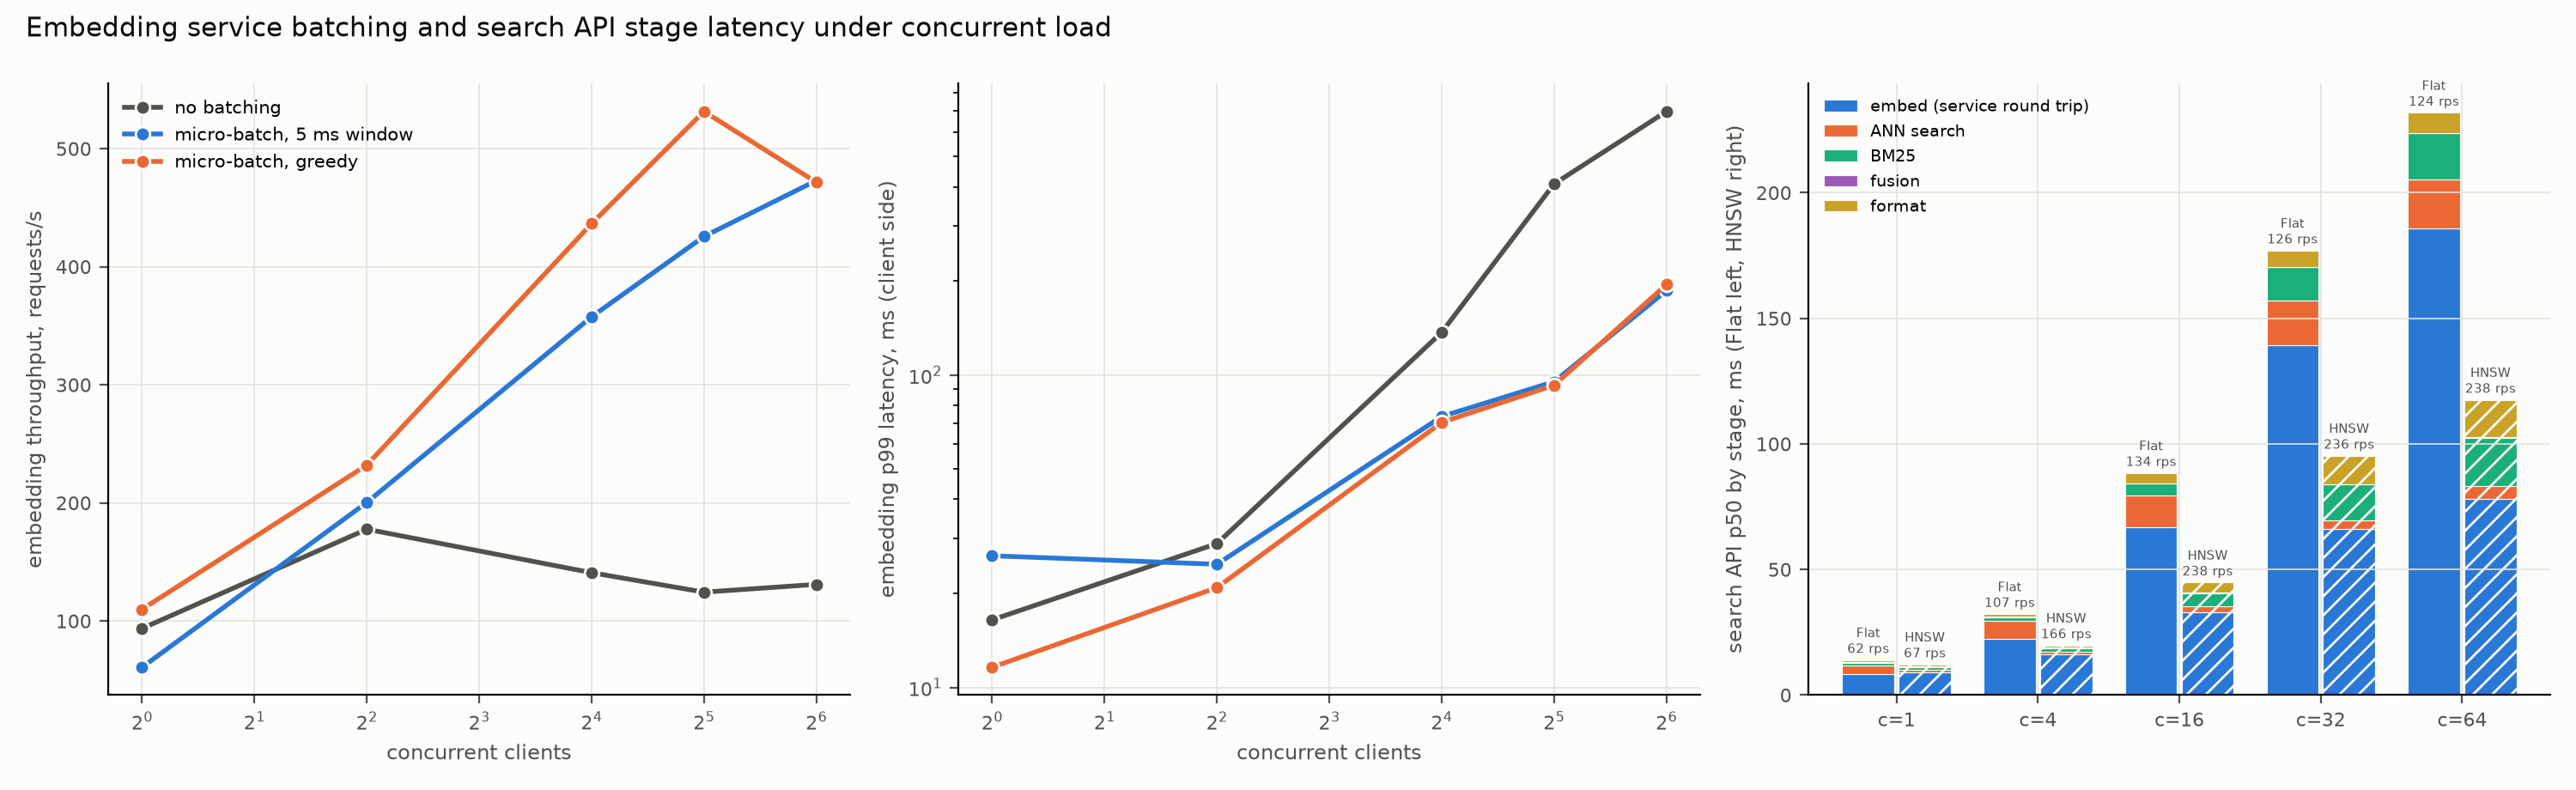 Embedding service batching and search API stage latency under concurrent load
embedding throughput, requests/s
500
400
300
200
100
no batching
micro-batch, 5 ms window
micro-batch, greedy
2⁰ 2¹ 2² 2³ 2⁴ 2⁵ 2⁶
concurrent clients
embedding p99 latency, ms (client side)
10²
10¹
2⁰ 2¹ 2² 2³ 2⁴ 2⁵ 2⁶
concurrent clients
search API p50 by stage, ms (Flat left, HNSW right)
200
150
100
50
0
embed (service round trip)
ANN search
BM25
fusion
format
Flat
62 rps
HNSW
67 rps
Flat
107 rps
HNSW
166 rps
Flat
134 rps
HNSW
238 rps
Flat
126 rps
HNSW
236 rps
Flat
124 rps
HNSW
238 rps
c=1 c=4 c=16 c=32 c=64